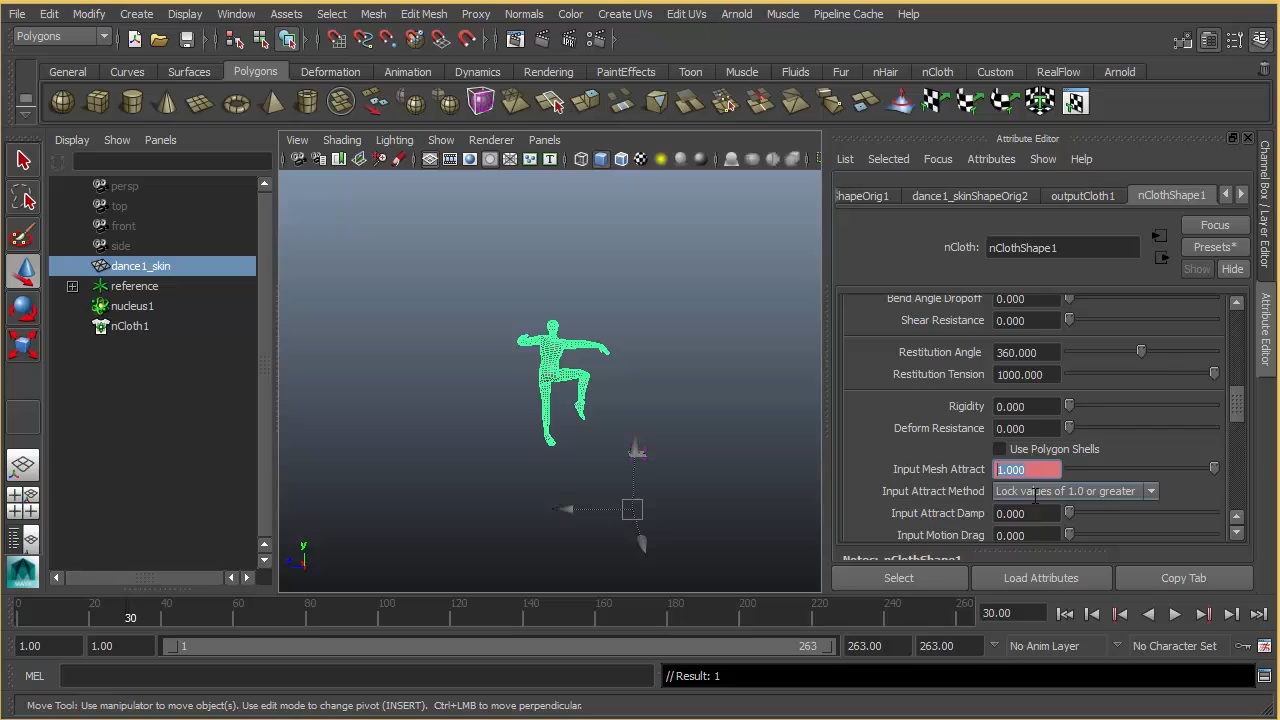 File Edit Modify Create Display Window Assets Select Mesh Edit Mesh Proxy Normals Color Create UVs Edit UVs Arnold Muscle Pipeline Cache Help
Polygons
General Curves Surfaces Polygons Deformation Animation Dynamics Rendering PaintEffects Toon Muscle Fluids Fur nHair nCloth Custom RealFlow Arnold
Display Show Panels
View Shading Lighting Show Renderer Panels
Attribute Editor
List Selected Focus Attributes Show Help
persp
top
front
side
dance1_skin
reference
nucleus1
nCloth1
y
hapeOrig1 dance1_skinShapeOrig2 outputCloth1 nClothShape1
nCloth: nClothShape1
Focus
Presets*
Show Hide
Bend Angle Dropoff 0.000
Shear Resistance 0.000
Restitution Angle 360.000
Restitution Tension 1000.000
Rigidity 0.000
Deform Resistance 0.000
Use Polygon Shells
Input Mesh Attract 1.000
Input Attract Method Lock values of 1.0 or greater
Input Attract Damp 0.000
Input Motion Drag 0.000
Notes: nClothShape1
Select Load Attributes Copy Tab
Channel Box / Layer Editor
Attribute Editor
0 20 40 60 80 100 120 140 160 180 200 220 240 260
30
30.00
1.00 1.00 1 263 263.00 263.00 No Anim Layer No Character Set
MEL // Result: 1
Move Tool: Use manipulator to move object(s). Use edit mode to change pivot (INSERT). Ctrl+LMB to move perpendicular.